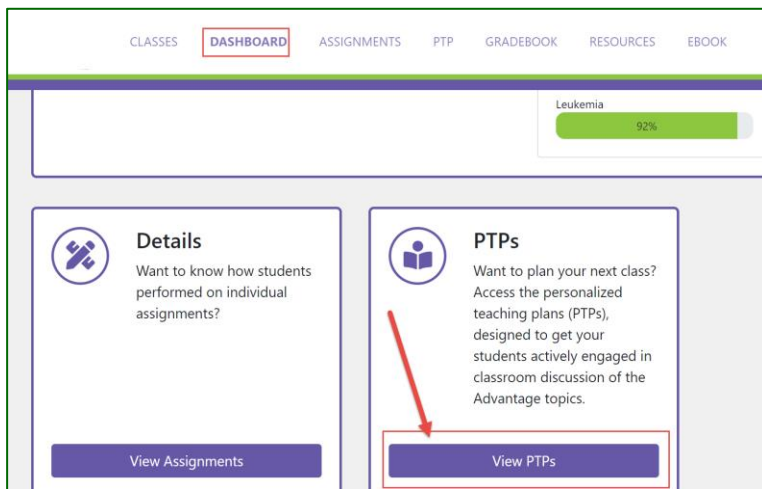 CLASSES DASHBOARD ASSIGNMENTS PTP GRADEBOOK RESOURCES EBOOK
Leukemia
92%
Details
Want to know how students
performed on individual
assignments?
View Assignments
PTPs
Want to plan your next class?
Access the personalized
teaching plans (PTPs),
designed to get your
students actively engaged in
classroom discussion of the
Advantage topics.
View PTPs